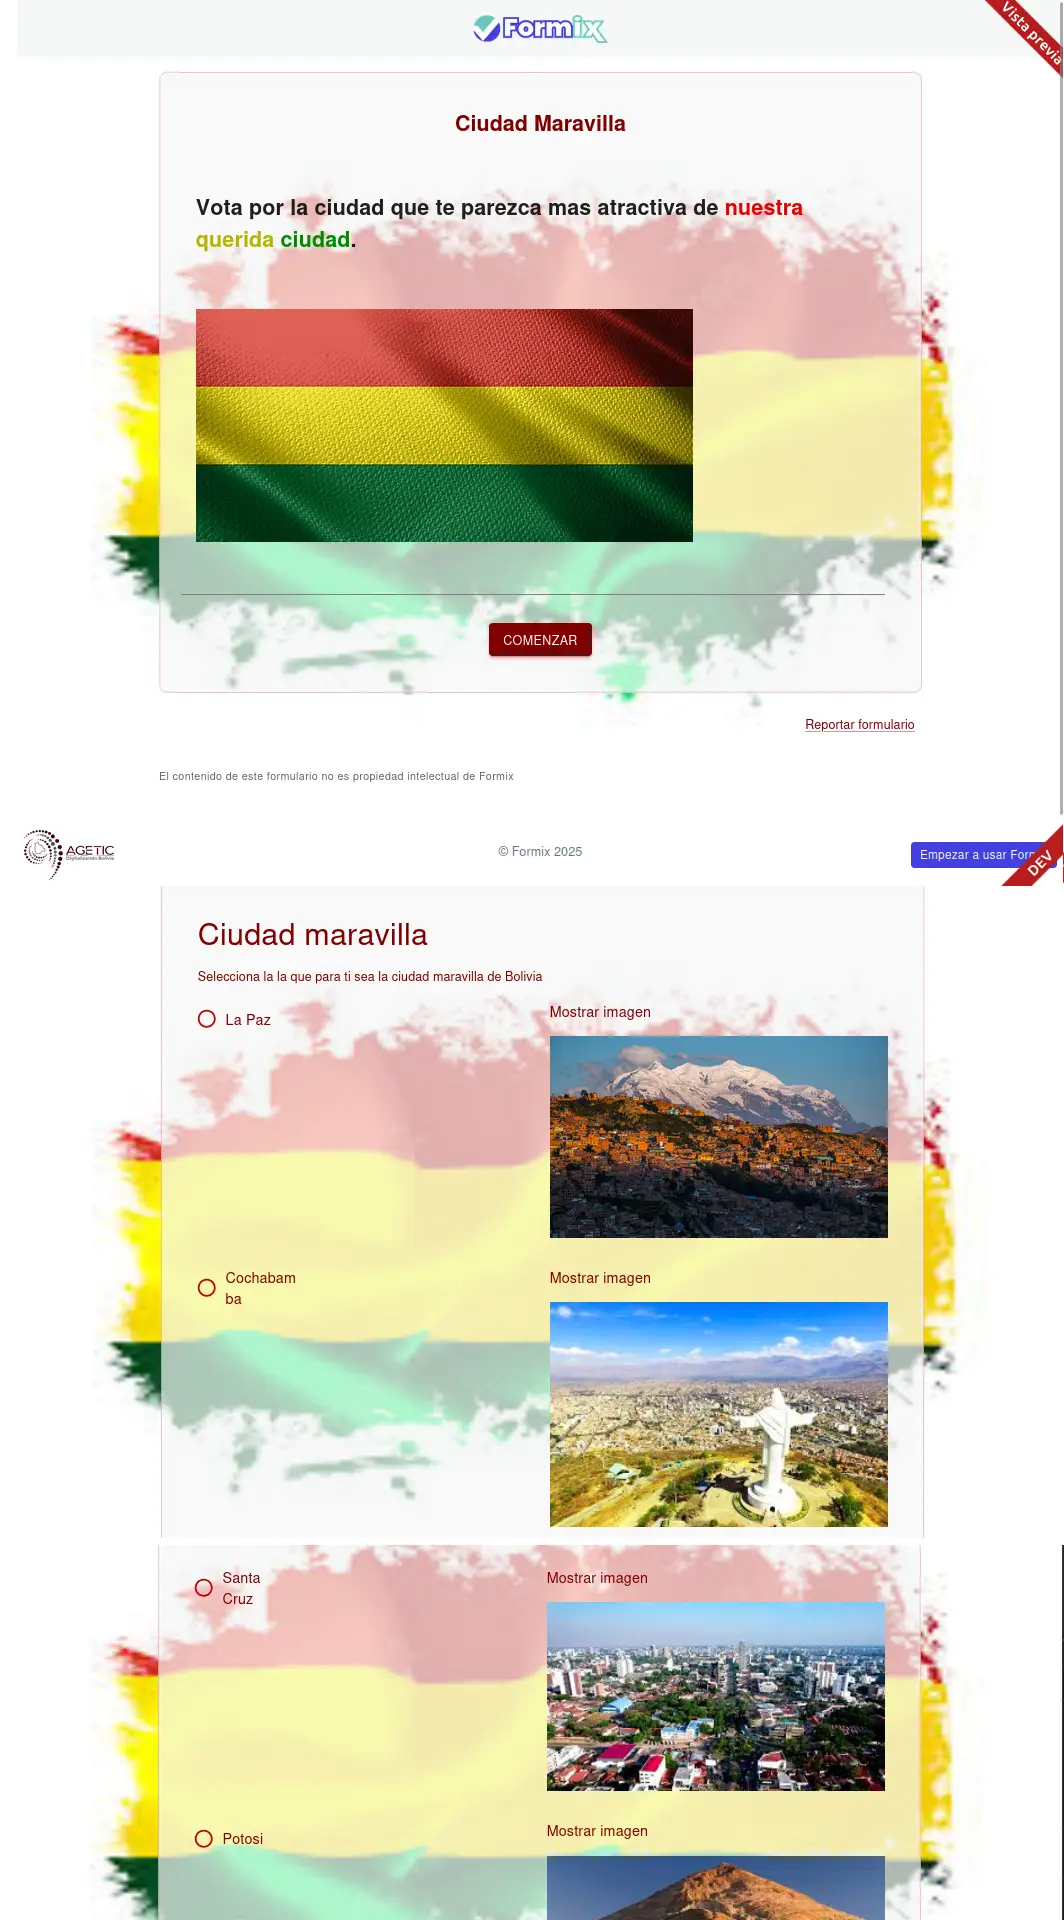 Formix
Vista previa
Ciudad Maravilla
Vota por la ciudad que te parezca mas atractiva de nuestra
querida ciudad.
COMENZAR
Reportar formulario
El contenido de este formulario no es propiedad intelectual de Formix
AGETIC
Digitalizando Bolivia
© Formix 2025
Empezar a usar Form
DEV
Ciudad maravilla
Selecciona la la que para ti sea la ciudad maravilla de Bolivia
La Paz
Mostrar imagen
Cochabam
ba
Mostrar imagen
Santa
Cruz
Mostrar imagen
Potosi
Mostrar imagen